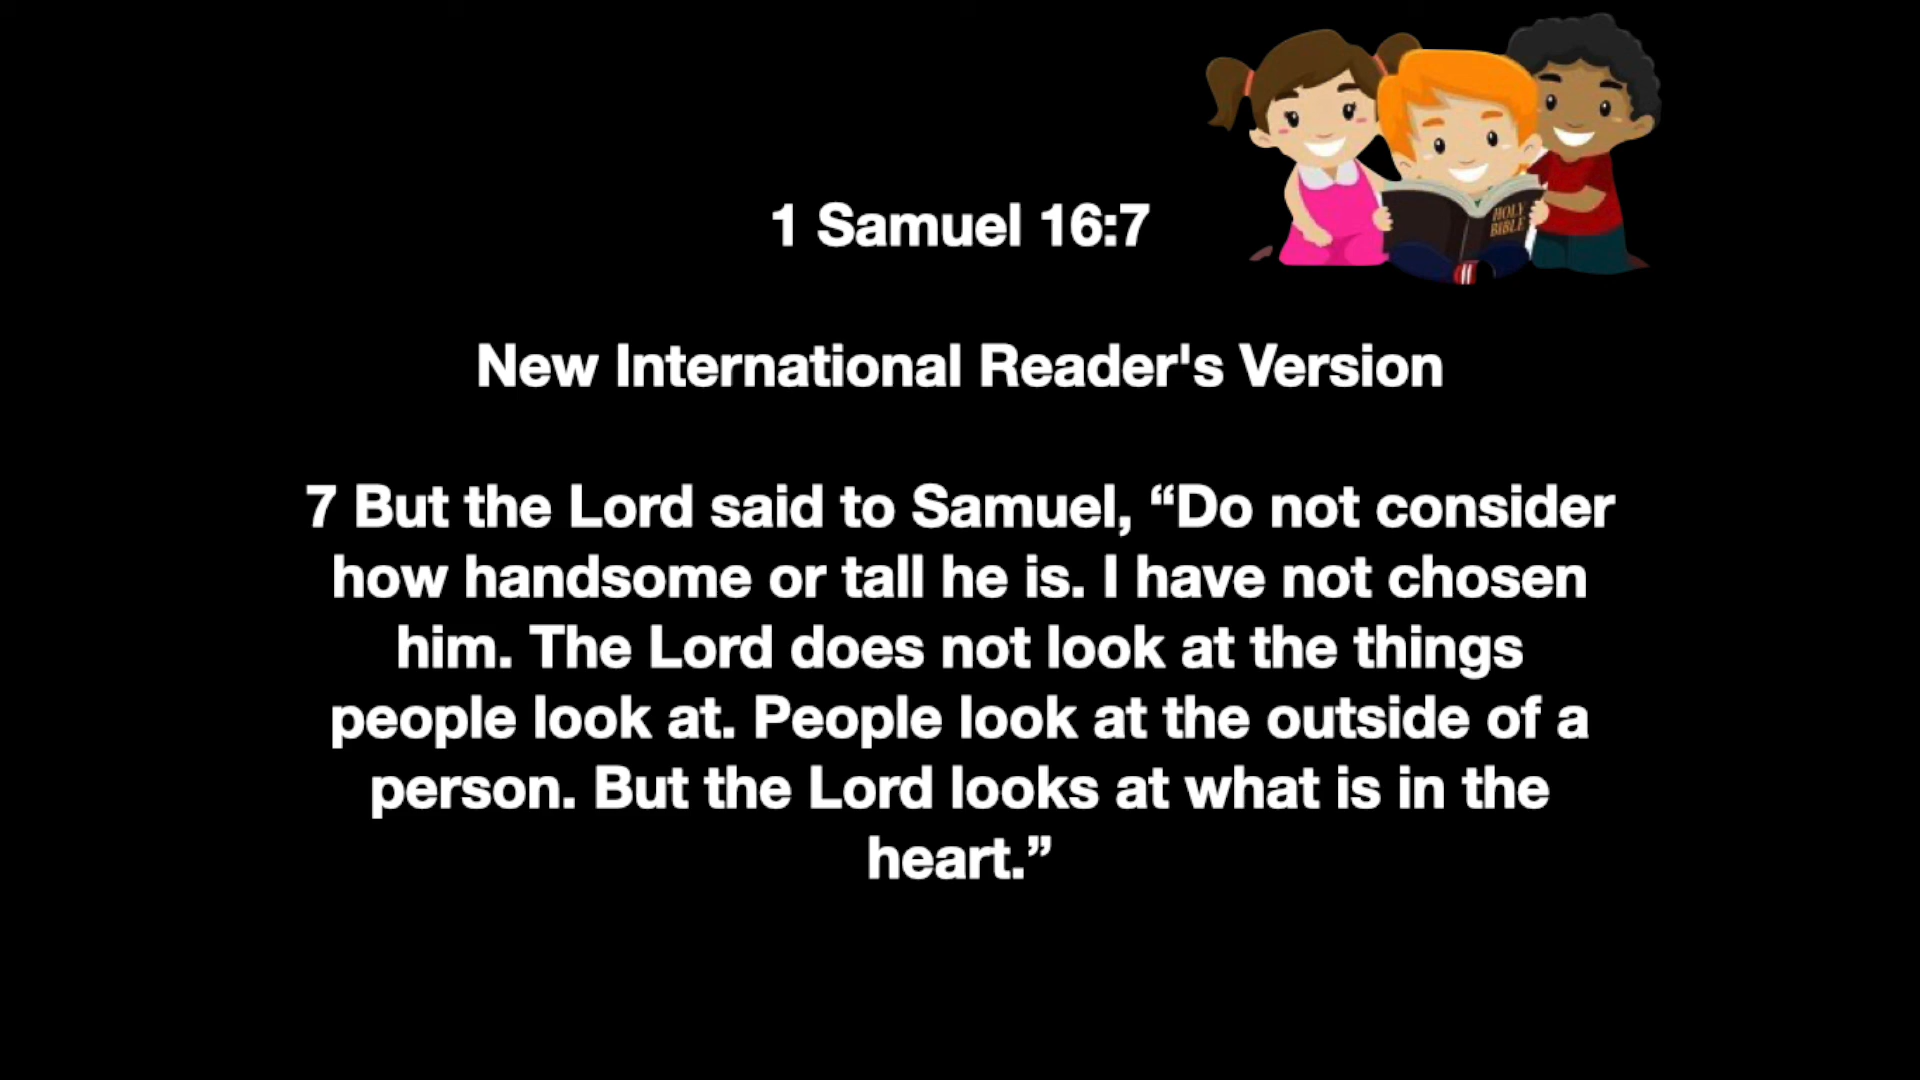 1 Samuel 16:7
New International Reader's Version
7 But the Lord said to Samuel, “Do not consider
how handsome or tall he is. I have not chosen
him. The Lord does not look at the things
people look at. People look at the outside of a
person. But the Lord looks at what is in the
heart.”
HOLY
BIBLE